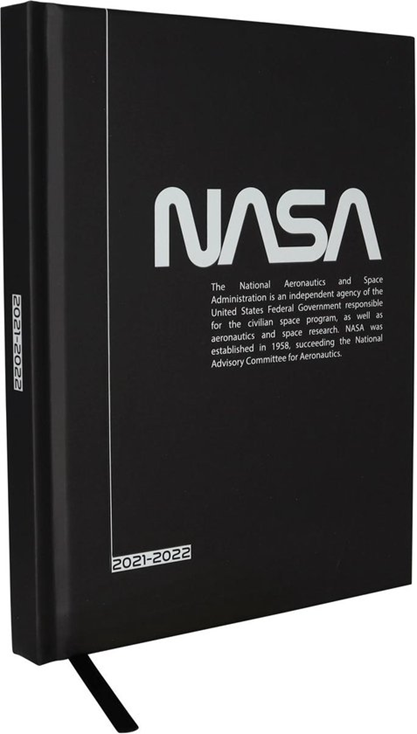 NASA
The National Aeronautics and Space
Administration is an independent agency of the
United States Federal Government responsible
for the civilian space program, as well as
aeronautics and space research. NASA was
established in 1958, succeeding the National
Advisory Committee for Aeronautics.
2021-2022
2021-2022